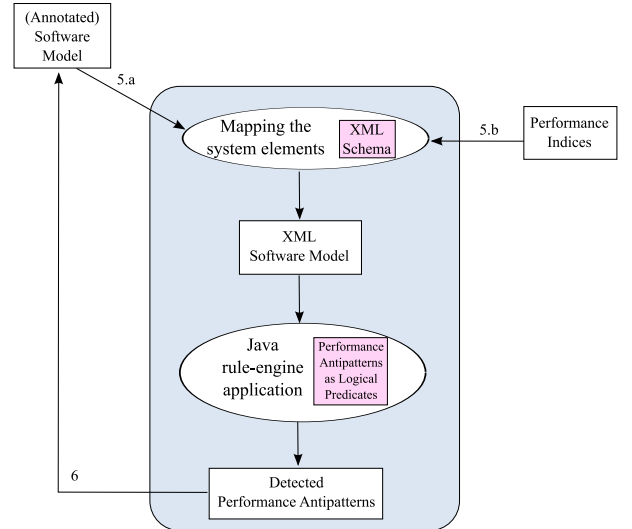 (Annotated)
Software
Model
5.a
Mapping the
system elements
XML
Schema
5.b
Performance
Indices
XML
Software Model
Java
rule-engine
application
Performance
Antipatterns
as Logical
Predicates
6
Detected
Performance Antipatterns